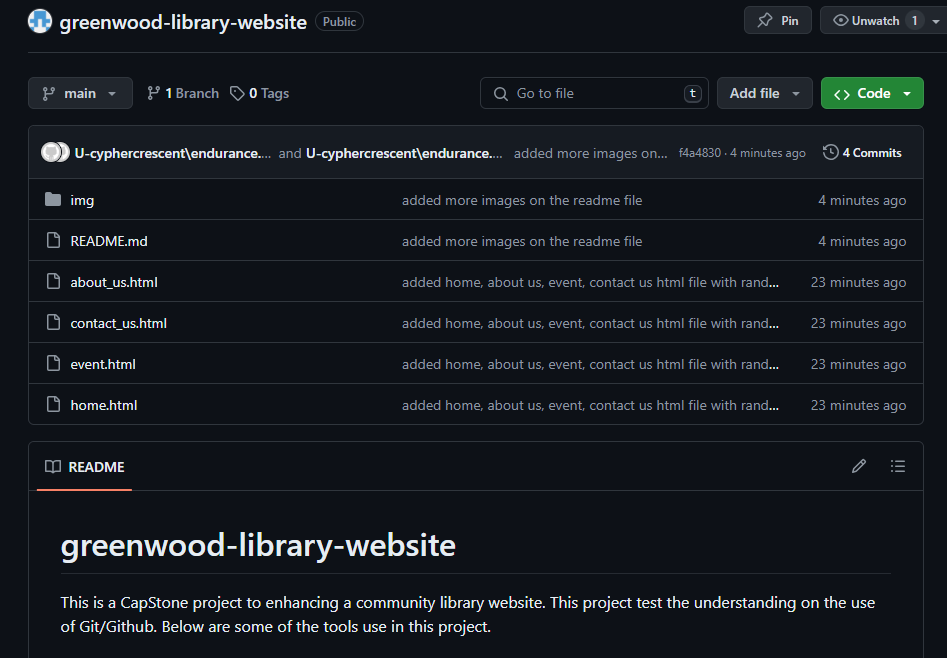 greenwood-library-website Public Pin Unwatch 1
main 1 Branch 0 Tags Go to file t Add file Code
U-cyphercrescent\endurance.... and U-cyphercrescent\endurance.... added more images on... f4a4830 · 4 minutes ago 4 Commits
img added more images on the readme file 4 minutes ago
README.md added more images on the readme file 4 minutes ago
about_us.html added home, about us, event, contact us html file with rand... 23 minutes ago
contact_us.html added home, about us, event, contact us html file with rand... 23 minutes ago
event.html added home, about us, event, contact us html file with rand... 23 minutes ago
home.html added home, about us, event, contact us html file with rand... 23 minutes ago
README
greenwood-library-website
This is a CapStone project to enhancing a community library website. This project test the understanding on the use
of Git/Github. Below are some of the tools use in this project.